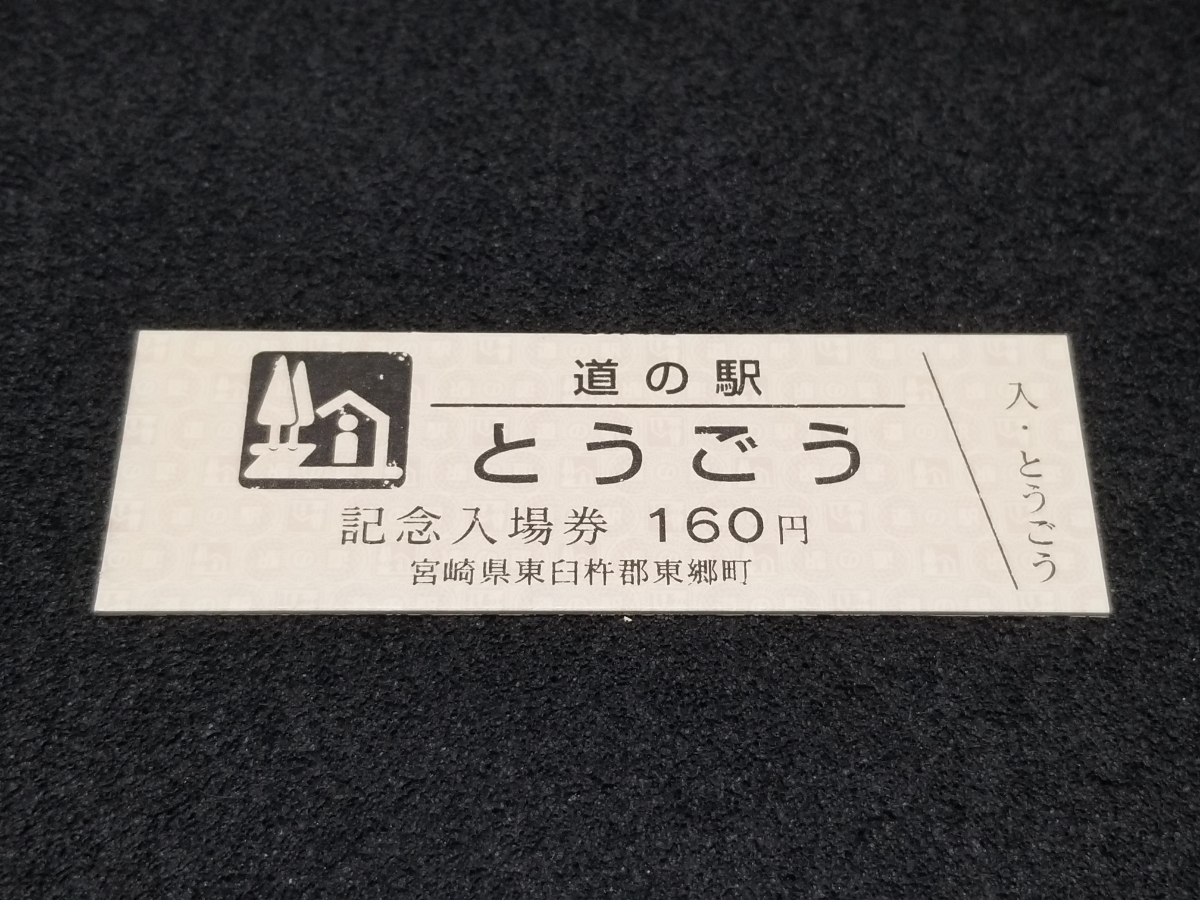 道の駅
とうごう
記念入場券 160円
宮崎県東臼杵郡東郷町
入・とうごう